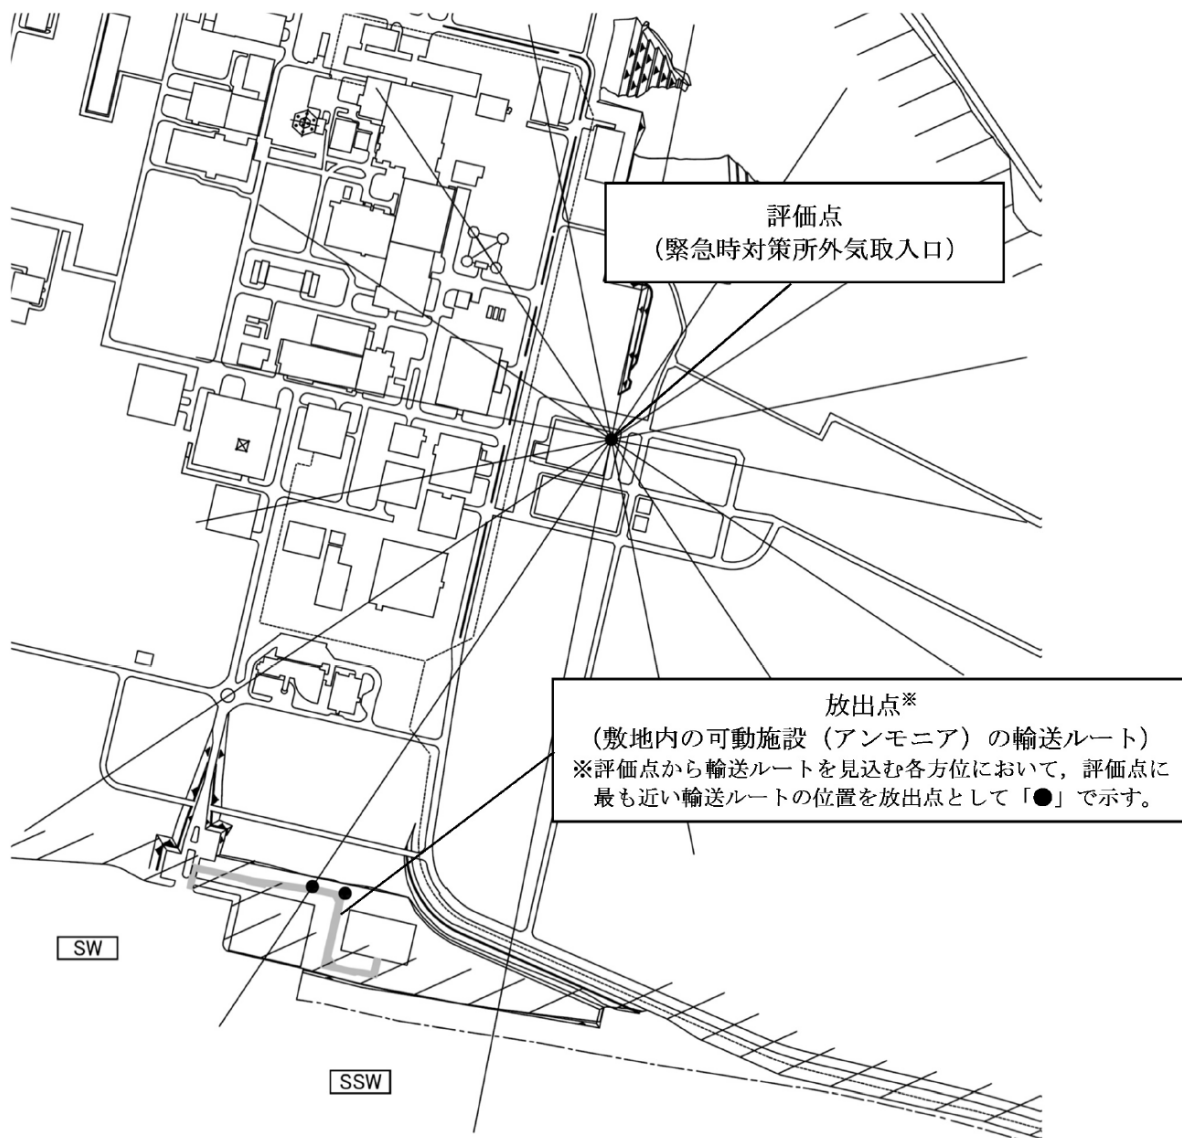 評価点
（緊急時対策所外気取入口）
放出点※
（敷地内の可動施設（アンモニア）の輸送ルート）
※評価点から輸送ルートを見込む各方位において，評価点に
最も近い輸送ルートの位置を放出点として「●」で示す。
SW
SSW